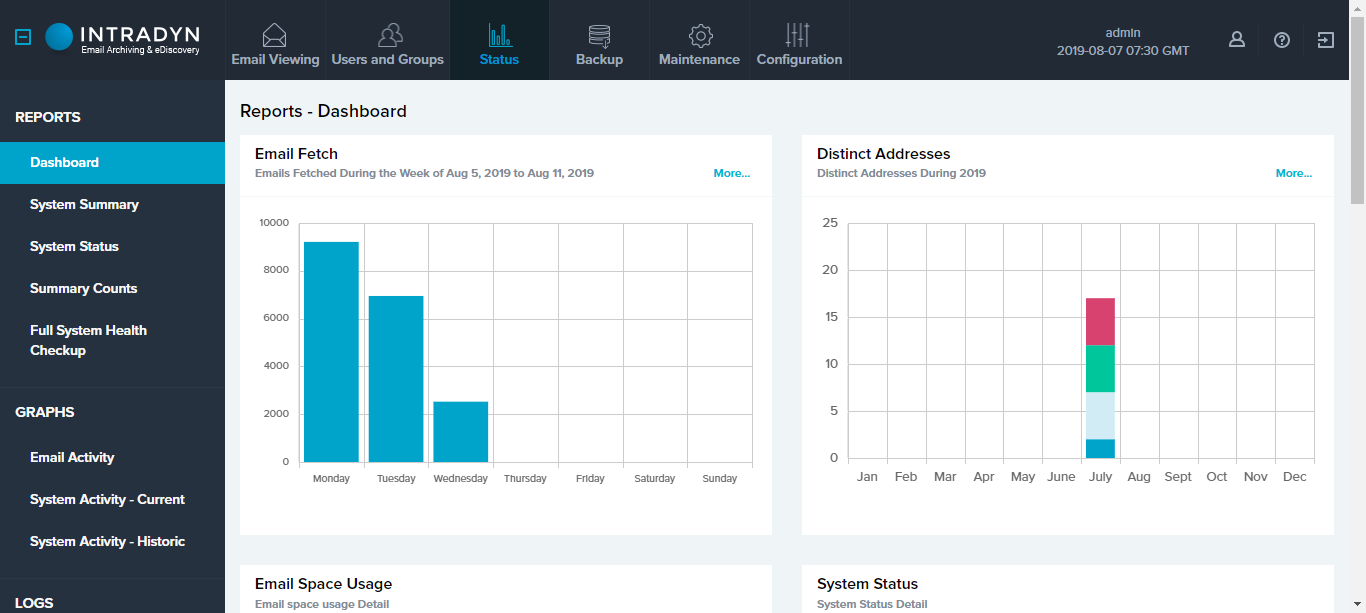 INTRADYN
Email Archiving & eDiscovery
Email Viewing
Users and Groups
Status
Backup
Maintenance
Configuration
admin
2019-08-07 07:30 GMT
REPORTS
Dashboard
System Summary
System Status
Summary Counts
Full System Health
Checkup
GRAPHS
Email Activity
System Activity - Current
System Activity - Historic
LOGS
Reports - Dashboard
Email Fetch
Emails Fetched During the Week of Aug 5, 2019 to Aug 11, 2019
More...
10000
8000
6000
4000
2000
0
Monday Tuesday Wednesday Thursday Friday Saturday Sunday
Distinct Addresses
Distinct Addresses During 2019
More...
25
20
15
10
5
0
Jan Feb Mar Apr May June July Aug Sept Oct Nov Dec
Email Space Usage
Email space usage Detail
System Status
System Status Detail